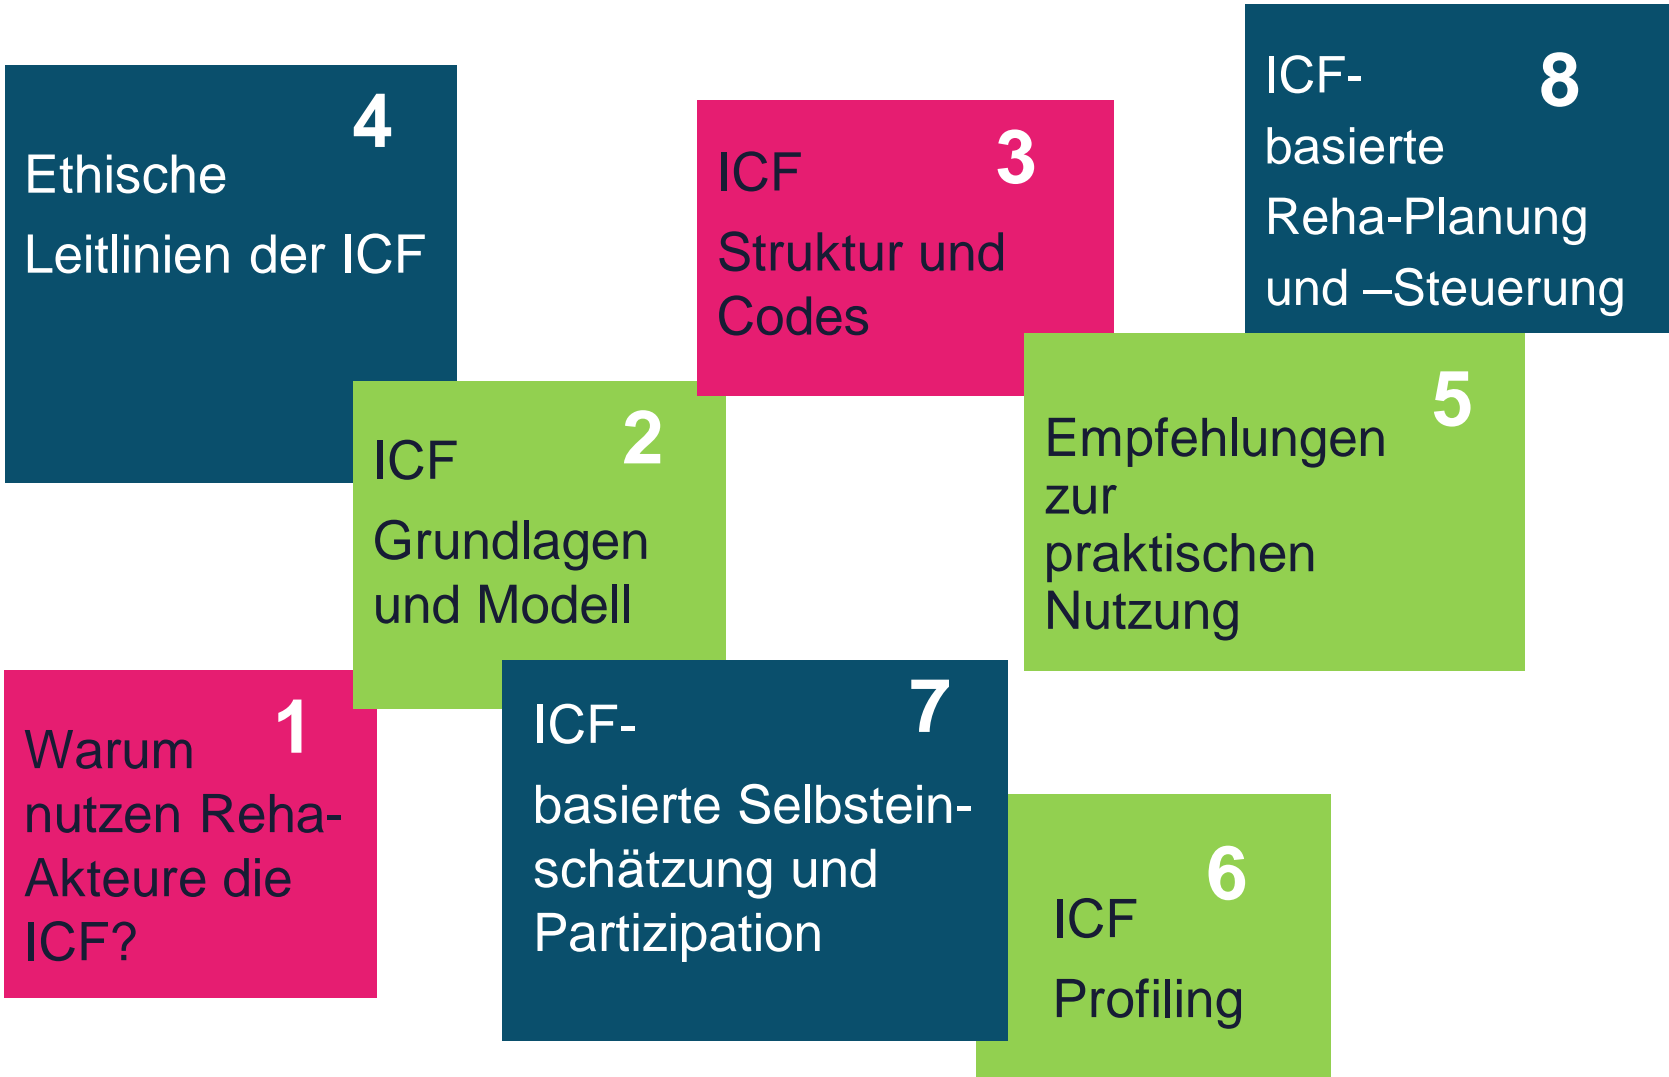 4
Ethische
Leitlinien der ICF
3
ICF
Struktur und
Codes
8
ICF-
basierte
Reha-Planung
und –Steuerung
2
ICF
Grundlagen
und Modell
5
Empfehlungen
zur
praktischen
Nutzung
1
Warum
nutzen Reha-
Akteure die
ICF?
7
ICF-
basierte Selbstein-
schätzung und
Partizipation
6
ICF
Profiling